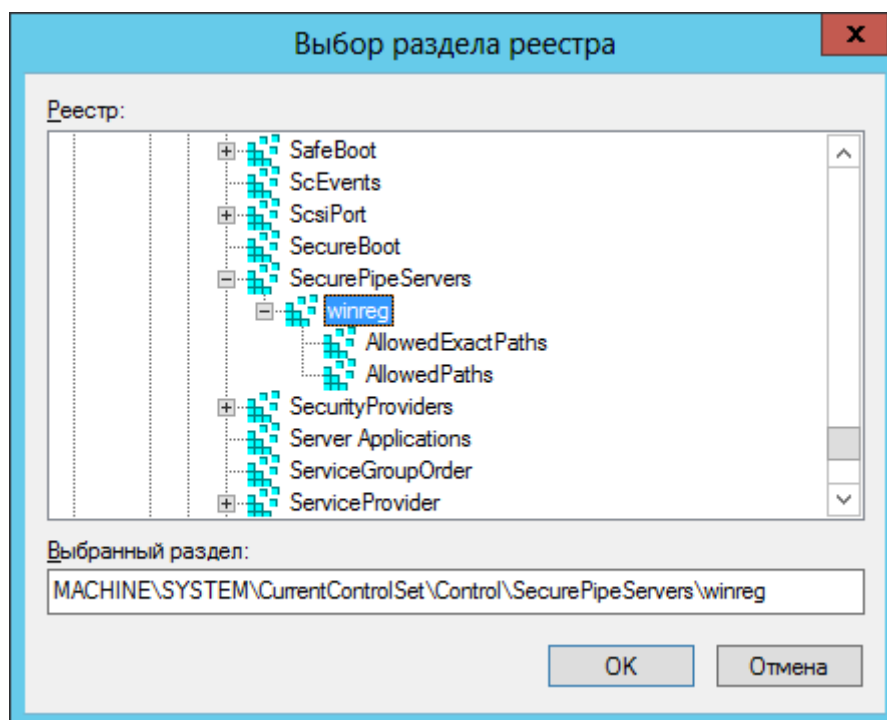 Выбор раздела реестра
x
Реестр:
SafeBoot
ScEvents
ScsiPort
SecureBoot
SecurePipeServers
winreg
AllowedExactPaths
AllowedPaths
SecurityProviders
Server Applications
ServiceGroupOrder
ServiceProvider
Выбранный раздел:
MACHINE\SYSTEM\CurrentControlSet\Control\SecurePipeServers\winreg
OK Отмена